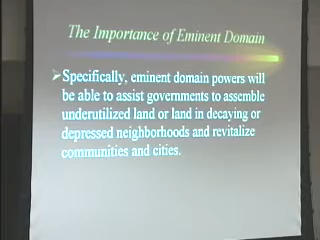 The Importance of Eminent Domain
Specifically, eminent domain powers will
be able to assist governments to assemble
underutilized land or land in decaying or
depressed neighborhoods and revitalize
communities and cities.